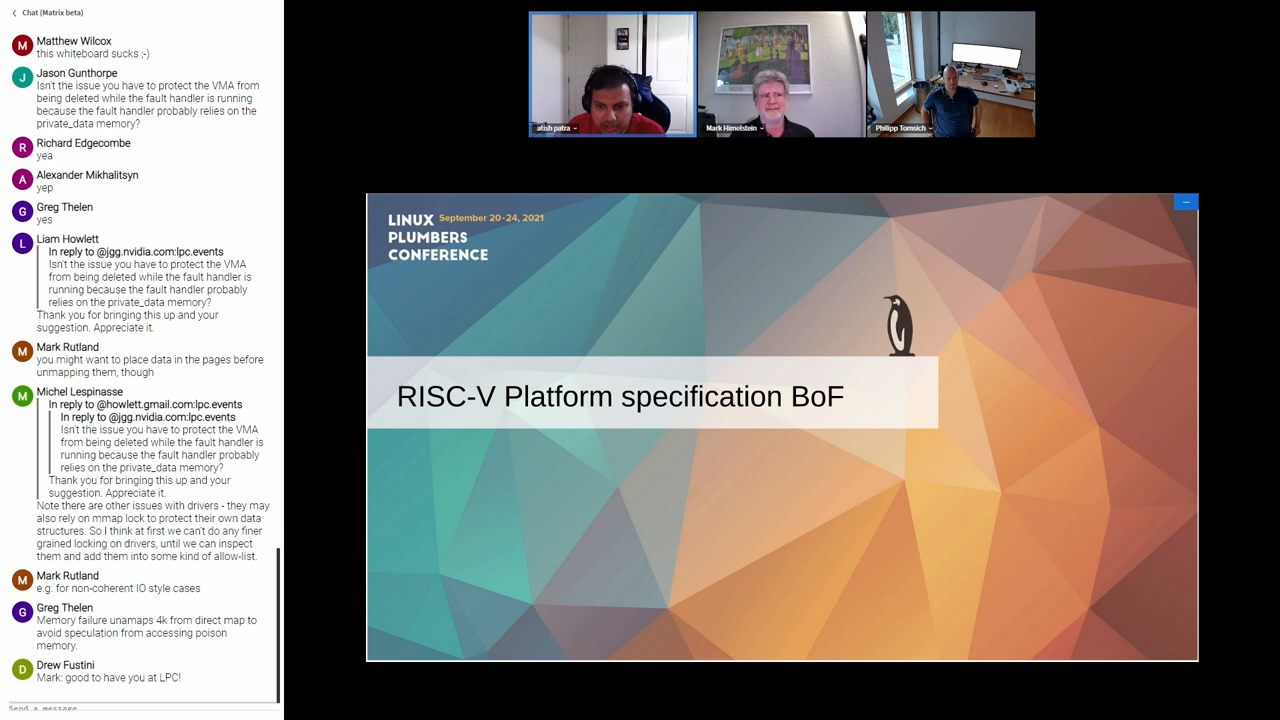 Chat (Matrix beta)
M
Matthew Wilcox
this whiteboard sucks ;-)
J
Jason Gunthorpe
Isn't the issue you have to protect the VMA from
being deleted while the fault handler is running
because the fault handler probably relies on the
private_data memory?
R
Richard Edgecombe
yea
A
Alexander Mikhalitsyn
yep
G
Greg Thelen
yes
L
Liam Howlett
In reply to @jgg.nvidia.com:lpc.events
Isn't the issue you have to protect the VMA
from being deleted while the fault handler is
running because the fault handler probably
relies on the private_data memory?
Thank you for bringing this up and your
suggestion. Appreciate it.
M
Mark Rutland
you might want to place data in the pages before
unmapping them, though
M
Michel Lespinasse
In reply to @howlett.gmail.com:lpc.events
In reply to @jgg.nvidia.com:lpc.events
Isn't the issue you have to protect the VMA
from being deleted while the fault handler is
running because the fault handler probably
relies on the private_data memory?
Thank you for bringing this up and your
suggestion. Appreciate it.
Note there are other issues with drivers - they may
also rely on mmap lock to protect their own data
structures. So I think at first we can't do any finer
grained locking on drivers, until we can inspect
them and add them into some kind of allow-list.
M
Mark Rutland
e.g. for non-coherent IO style cases
G
Greg Thelen
Memory failure unamaps 4k from direct map to
avoid speculation from accessing poison
memory.
D
Drew Fustini
Mark: good to have you at LPC!
Send a message
atish patra
Mark Himelstein
Philipp Tomsich
LINUX September 20-24, 2021
PLUMBERS
CONFERENCE
RISC-V Platform specification BoF